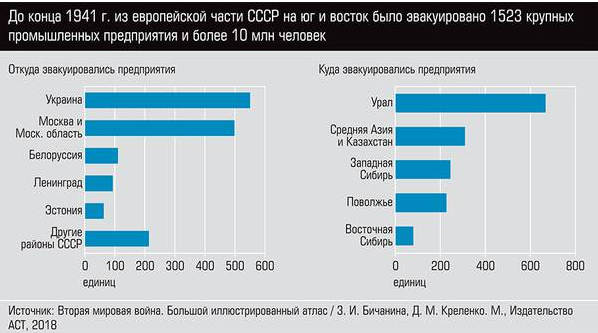 До конца 1941 г. из европейской части СССР на юг и восток было эвакуировано 1523 крупных
промышленных предприятия и более 10 млн человек
Откуда эвакуировались предприятия
Украина
Москва и
Моск. область
Белоруссия
Ленинград
Эстония
Другие
районы СССР
0 100 200 300 400 500 600
единиц
Куда эвакуировались предприятия
Урал
Средняя Азия
и Казахстан
Западная
Сибирь
Поволжье
Восточная
Сибирь
0 200 400 600 800
единиц
Источник: Вторая мировая война. Большой иллюстрированный атлас / З. И. Бичанина, Д. М. Креленко. М., Издательство
АСТ, 2018